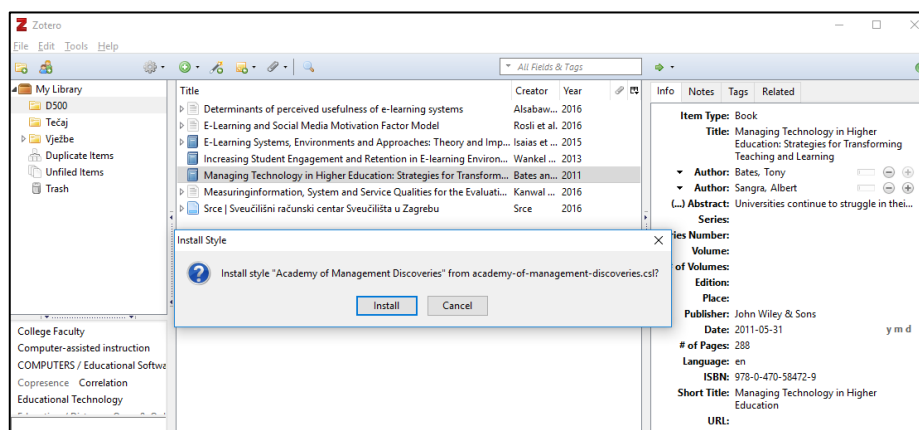 Zotero
File Edit Tools Help
All Fields & Tags
My Library
D500
Tečaj
Vježbe
Duplicate Items
Unfiled Items
Trash
College Faculty
Computer-assisted instruction
COMPUTERS / Educational Softwa
Copresence Correlation
Educational Technology
Title Creator Year
Determinants of perceived usefulness of e-learning systems Alsabaw... 2016
E-Learning and Social Media Motivation Factor Model Rosli et al. 2016
E-Learning Systems, Environments and Approaches: Theory and Imp... Isaias et ... 2015
Increasing Student Engagement and Retention in E-learning Environ... Wankel ... 2013
Managing Technology in Higher Education: Strategies for Transform... Bates an... 2011
Measuringinformation, System and Service Qualities for the Evaluati... Kanwal ... 2016
Srce | Sveučilišni računski centar Sveučilišta u Zagrebu Srce 2016
Install Style
Install style "Academy of Management Discoveries" from academy-of-management-discoveries.csl?
Install Cancel
Info Notes Tags Related
Item Type: Book
Title: Managing Technology in Higher
Education: Strategies for Transforming
Teaching and Learning
Author: Bates, Tony
Author: Sangra, Albert
(...) Abstract: Universities continue to struggle in thei...
Series:
ries Number:
Volume:
of Volumes:
Edition:
Place:
Publisher: John Wiley & Sons
Date: 2011-05-31 y m d
# of Pages: 288
Language: en
ISBN: 978-0-470-58472-9
Short Title: Managing Technology in Higher
Education
URL: